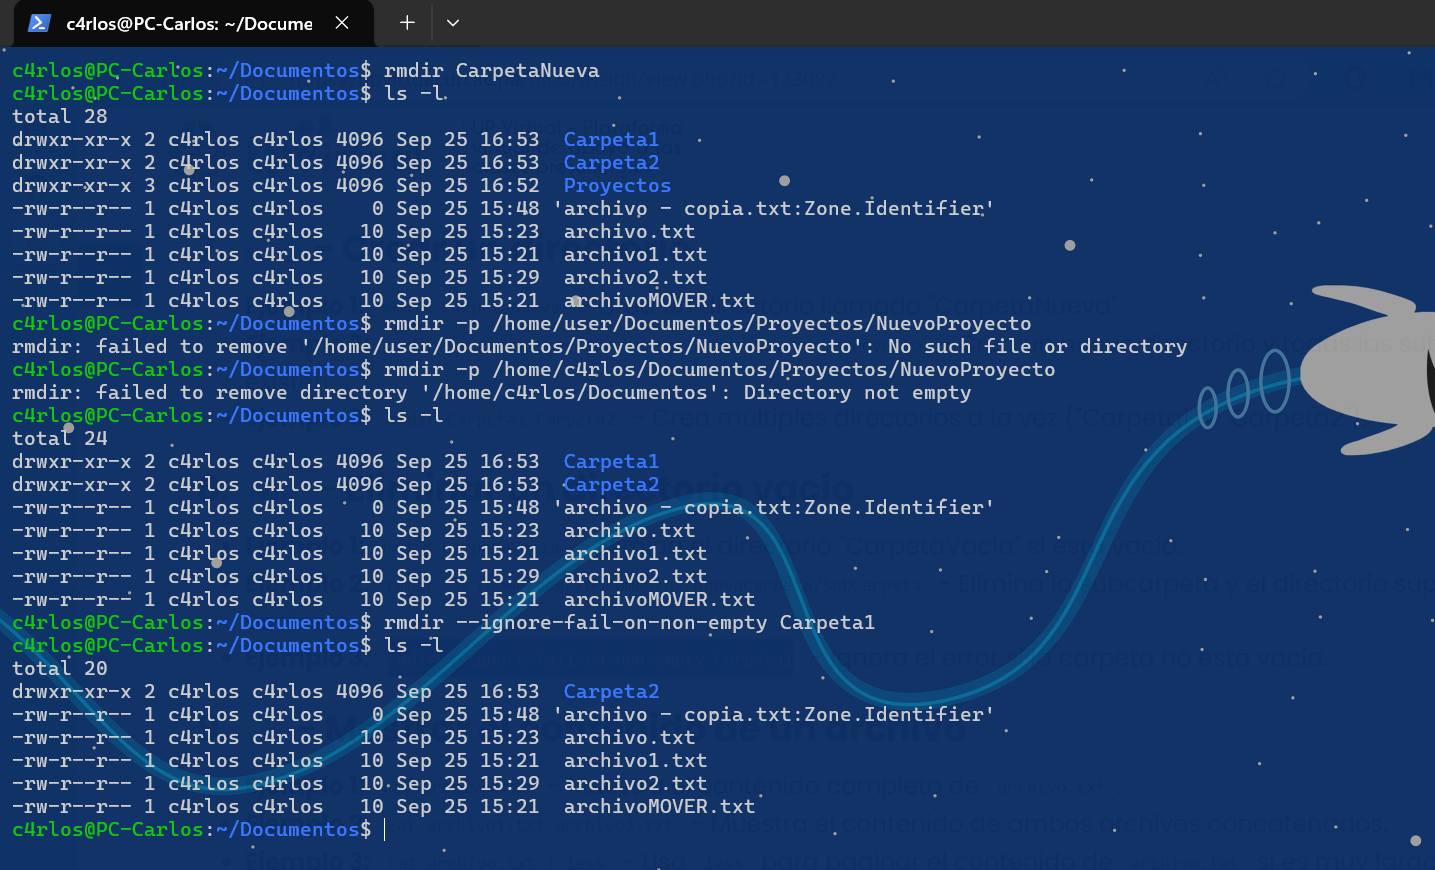 c4rlos@PC-Carlos: ~/Docume
c4rlos@PC-Carlos:~/Documentos$ rmdir CarpetaNueva
c4rlos@PC-Carlos:~/Documentos$ ls -l
total 28
drwxr-xr-x 2 c4rlos c4rlos 4096 Sep 25 16:53  Carpeta1
drwxr-xr-x 2 c4rlos c4rlos 4096 Sep 25 16:53  Carpeta2
drwxr-xr-x 3 c4rlos c4rlos 4096 Sep 25 16:52  Proyectos
-rw-r--r-- 1 c4rlos c4rlos    0 Sep 25 15:48 'archivo - copia.txt:Zone.Identifier'
-rw-r--r-- 1 c4rlos c4rlos   10 Sep 25 15:23  archivo.txt
-rw-r--r-- 1 c4rlos c4rlos   10 Sep 25 15:21  archivo1.txt
-rw-r--r-- 1 c4rlos c4rlos   10 Sep 25 15:29  archivo2.txt
-rw-r--r-- 1 c4rlos c4rlos   10 Sep 25 15:21  archivoMOVER.txt
c4rlos@PC-Carlos:~/Documentos$ rmdir -p /home/user/Documentos/Proyectos/NuevoProyecto
rmdir: failed to remove '/home/user/Documentos/Proyectos/NuevoProyecto': No such file or directory
c4rlos@PC-Carlos:~/Documentos$ rmdir -p /home/c4rlos/Documentos/Proyectos/NuevoProyecto
rmdir: failed to remove directory '/home/c4rlos/Documentos': Directory not empty
c4rlos@PC-Carlos:~/Documentos$ ls -l
total 24
drwxr-xr-x 2 c4rlos c4rlos 4096 Sep 25 16:53  Carpeta1
drwxr-xr-x 2 c4rlos c4rlos 4096 Sep 25 16:53  Carpeta2
-rw-r--r-- 1 c4rlos c4rlos    0 Sep 25 15:48 'archivo - copia.txt:Zone.Identifier'
-rw-r--r-- 1 c4rlos c4rlos   10 Sep 25 15:23  archivo.txt
-rw-r--r-- 1 c4rlos c4rlos   10 Sep 25 15:21  archivo1.txt
-rw-r--r-- 1 c4rlos c4rlos   10 Sep 25 15:29  archivo2.txt
-rw-r--r-- 1 c4rlos c4rlos   10 Sep 25 15:21  archivoMOVER.txt
c4rlos@PC-Carlos:~/Documentos$ rmdir --ignore-fail-on-non-empty Carpeta1
c4rlos@PC-Carlos:~/Documentos$ ls -l
total 20
drwxr-xr-x 2 c4rlos c4rlos 4096 Sep 25 16:53  Carpeta2
-rw-r--r-- 1 c4rlos c4rlos    0 Sep 25 15:48 'archivo - copia.txt:Zone.Identifier'
-rw-r--r-- 1 c4rlos c4rlos   10 Sep 25 15:23  archivo.txt
-rw-r--r-- 1 c4rlos c4rlos   10 Sep 25 15:21  archivo1.txt
-rw-r--r-- 1 c4rlos c4rlos   10 Sep 25 15:29  archivo2.txt
-rw-r--r-- 1 c4rlos c4rlos   10 Sep 25 15:21  archivoMOVER.txt
c4rlos@PC-Carlos:~/Documentos$